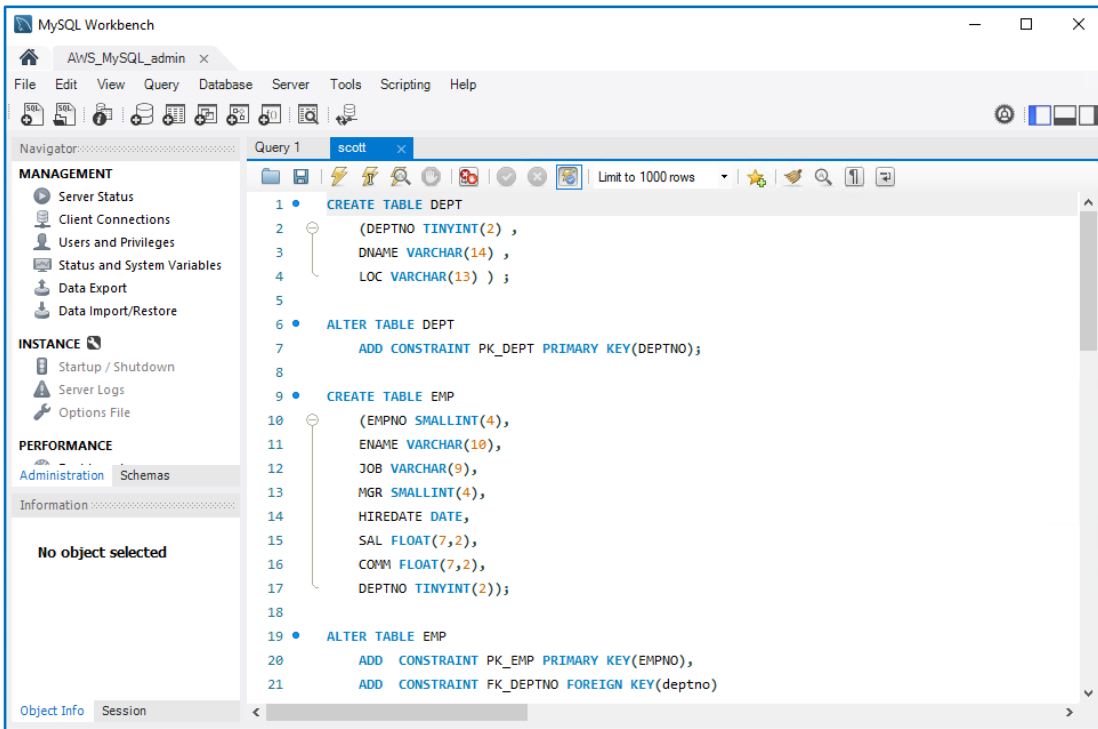 MySQL Workbench
AWS_MySQL_admin
File Edit View Query Database Server Tools Scripting Help
Navigator
MANAGEMENT
Server Status
Client Connections
Users and Privileges
Status and System Variables
Data Export
Data Import/Restore
INSTANCE
Startup / Shutdown
Server Logs
Options File
PERFORMANCE
Administration Schemas
Information
No object selected
Object Info Session
Query 1 scott
Limit to 1000 rows
1 CREATE TABLE DEPT
2 (DEPTNO TINYINT(2) ,
3 DNAME VARCHAR(14) ,
4 LOC VARCHAR(13) ) ;
5
6 ALTER TABLE DEPT
7 ADD CONSTRAINT PK_DEPT PRIMARY KEY(DEPTNO);
8
9 CREATE TABLE EMP
10 (EMPNO SMALLINT(4),
11 ENAME VARCHAR(10),
12 JOB VARCHAR(9),
13 MGR SMALLINT(4),
14 HIREDATE DATE,
15 SAL FLOAT(7,2),
16 COMM FLOAT(7,2),
17 DEPTNO TINYINT(2));
18
19 ALTER TABLE EMP
20 ADD  CONSTRAINT PK_EMP PRIMARY KEY(EMPNO),
21 ADD  CONSTRAINT FK_DEPTNO FOREIGN KEY(deptno)